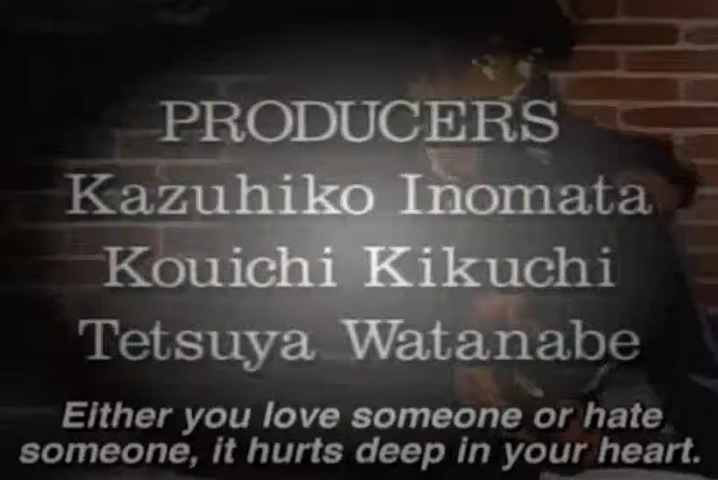 PRODUCERS
Kazuhiko Inomata
Kouichi Kikuchi
Tetsuya Watanabe
Either you love someone or hate
someone, it hurts deep in your heart.